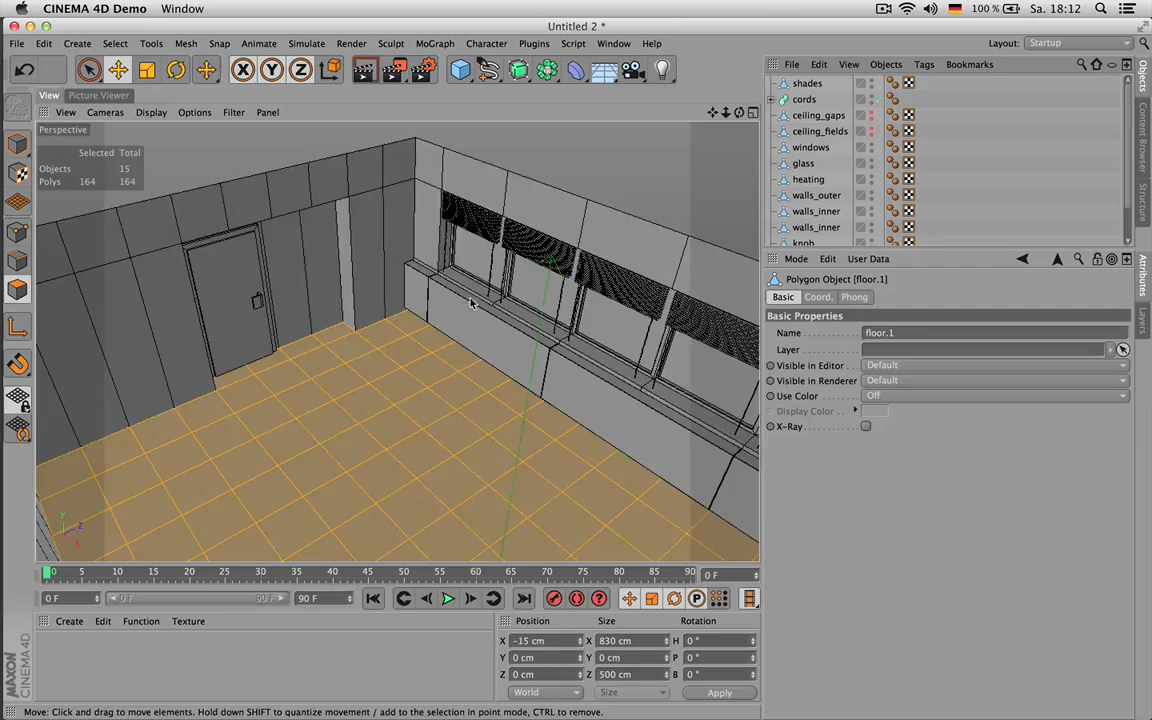 CINEMA 4D Demo Window
100 % Sa. 18:12
Untitled 2 *
File Edit Create Select Tools Mesh Snap Animate Simulate Render Sculpt MoGraph Character Plugins Script Window Help
Layout: Startup
X Y Z
File Edit View Objects Tags Bookmarks
View Picture Viewer
View Cameras Display Options Filter Panel
Perspective
Selected Total
Objects 15
Polys 164 164
shades
cords
ceiling_gaps
ceiling_fields
windows
glass
heating
walls_outer
walls_inner
walls_inner
knob
Objects
Content Browser
Structure
Mode Edit User Data
Polygon Object [floor.1]
Basic Coord. Phong
Basic Properties
Name floor.1
Layer
Visible in Editor Default
Visible in Renderer Default
Use Color Off
Display Color
X-Ray
Attributes
Layers
Y
Z
X
0 5 10 15 20 25 30 35 40 45 50 55 60 65 70 75 80 85 90 0 F
0 F 0 F 90 F 90 F
P
Create Edit Function Texture
Position Size Rotation
X -15 cm X 830 cm H 0 °
Y 0 cm Y 0 cm P 0 °
Z 0 cm Z 500 cm B 0 °
World Size Apply
MAXON
CINEMA 4D
Move: Click and drag to move elements. Hold down SHIFT to quantize movement / add to the selection in point mode, CTRL to remove.